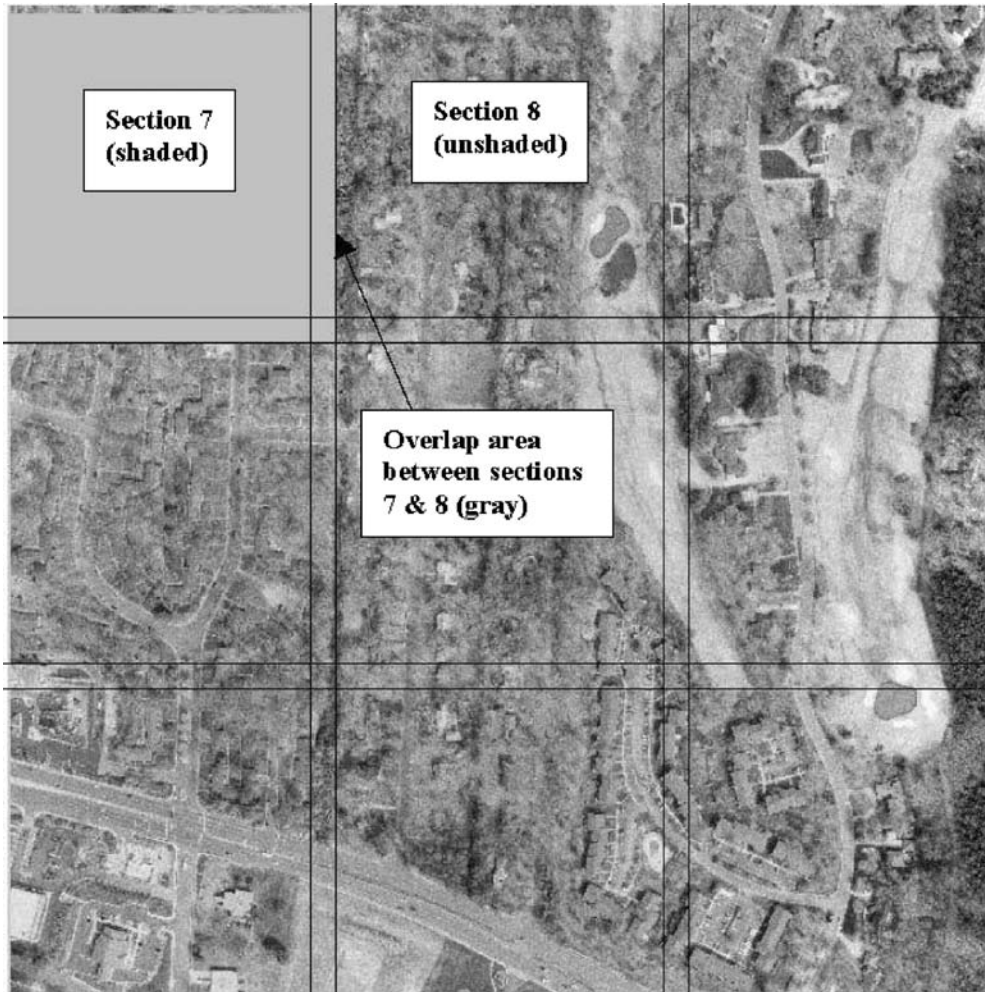 Section 7
(shaded)
Section 8
(unshaded)
Overlap area
between sections
7 & 8 (gray)